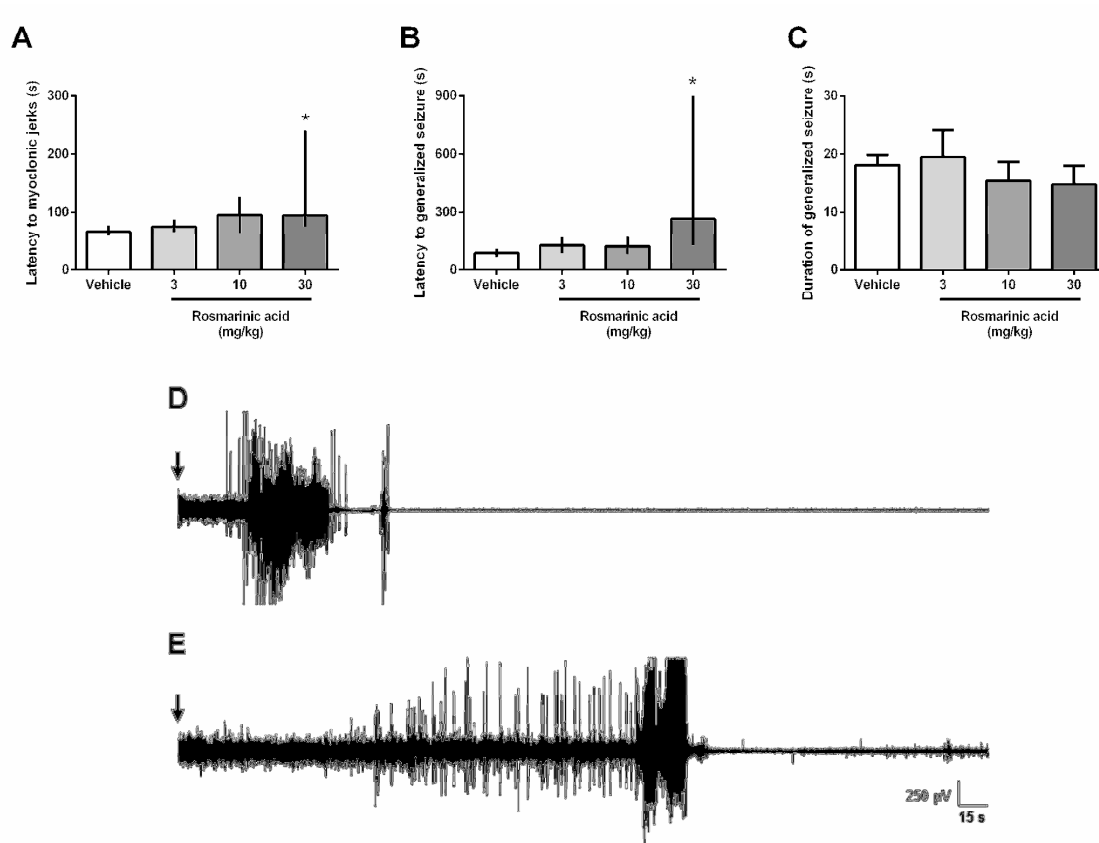 A
Latency to myoclonic jerks (s)
300
200
100
0
*
Vehicle 3 10 30
Rosmarinic acid
(mg/kg)
B
Latency to generalized seizure (s)
900
600
300
0
*
Vehicle 3 10 30
Rosmarinic acid
(mg/kg)
C
Duration of generalized seizure (s)
30
20
10
0
Vehicle 3 10 30
Rosmarinic acid
(mg/kg)
D
E
250 µV
15 s